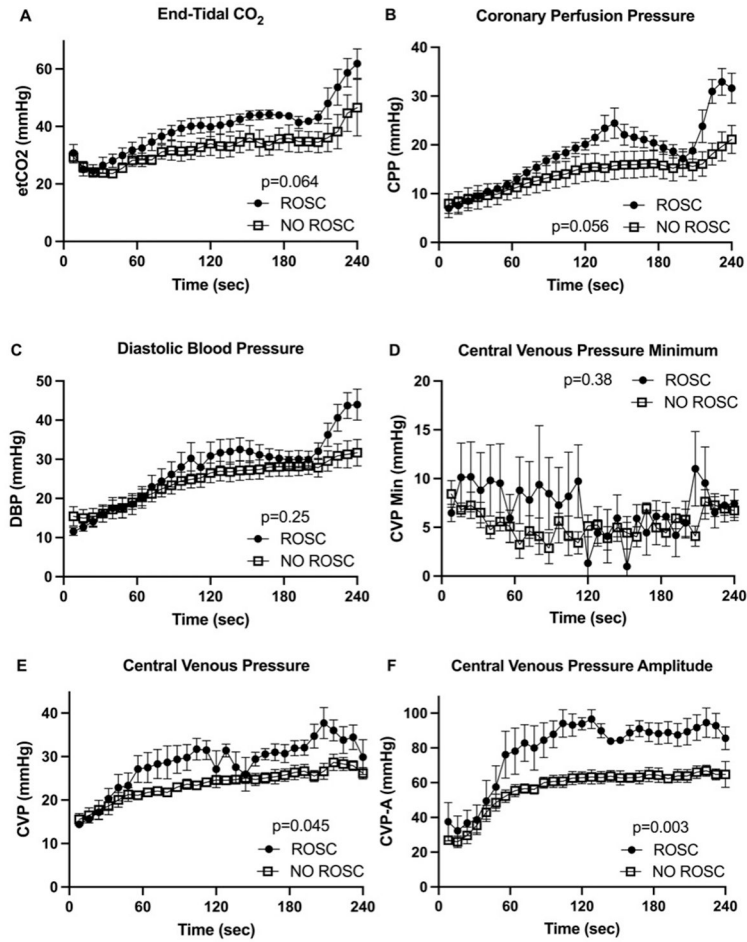 A
End-Tidal CO2
etCO2 (mmHg)
60
40
20
0
p=0.064
ROSC
NO ROSC
0 60 120 180 240
Time (sec)
B
Coronary Perfusion Pressure
CPP (mmHg)
40
30
20
10
0
ROSC
p=0.056 NO ROSC
0 60 120 180 240
Time (sec)
C
Diastolic Blood Pressure
DBP (mmHg)
50
40
30
20
10
0
p=0.25
ROSC
NO ROSC
0 60 120 180 240
Time (sec)
D
Central Venous Pressure Minimum
CVP Min (mmHg)
20
15
10
5
0
p=0.38 ROSC
NO ROSC
0 60 120 180 240
Time (sec)
E
Central Venous Pressure
CVP (mmHg)
40
30
20
10
0
p=0.045
ROSC
NO ROSC
0 60 120 180 240
Time (sec)
F
Central Venous Pressure Amplitude
CVP-A (mmHg)
100
80
60
40
20
0
p=0.003
ROSC
NO ROSC
0 60 120 180 240
Time (sec)